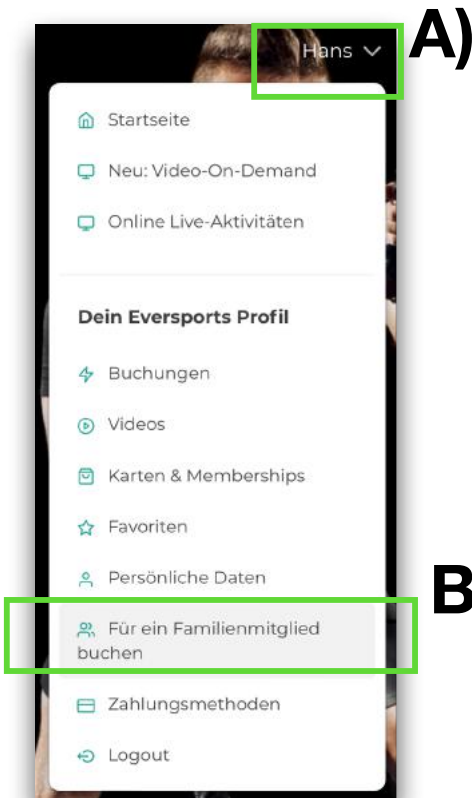 Hans
A)
Startseite
Neu: Video-On-Demand
Online Live-Aktivitäten
Dein Eversports Profil
Buchungen
Videos
Karten & Memberships
Favoriten
Persönliche Daten
B
Für ein Familienmitglied
buchen
Zahlungsmethoden
Logout